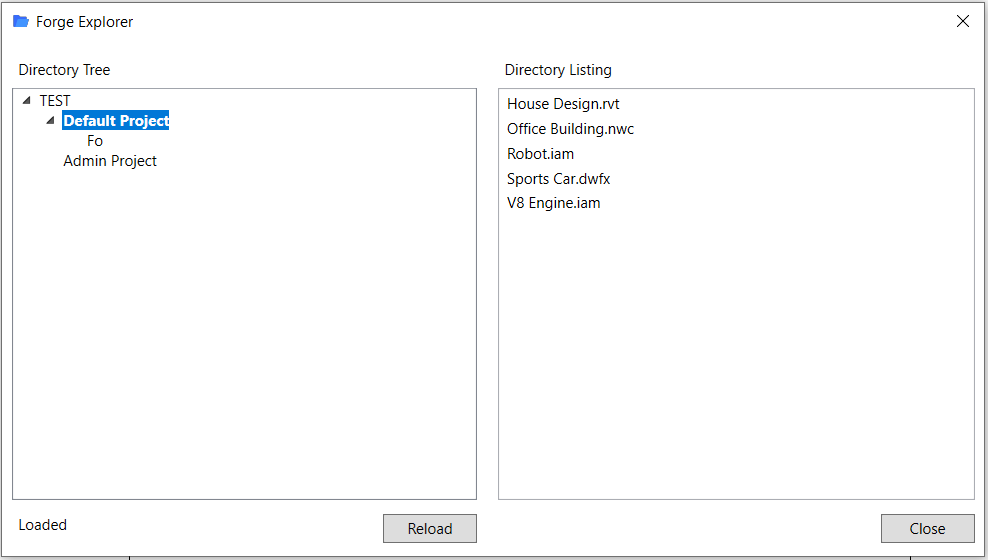 Forge Explorer
Directory Tree
TEST
Default Project
Fo
Admin Project
Directory Listing
House Design.rvt
Office Building.nwc
Robot.iam
Sports Car.dwfx
V8 Engine.iam
Loaded
Reload
Close